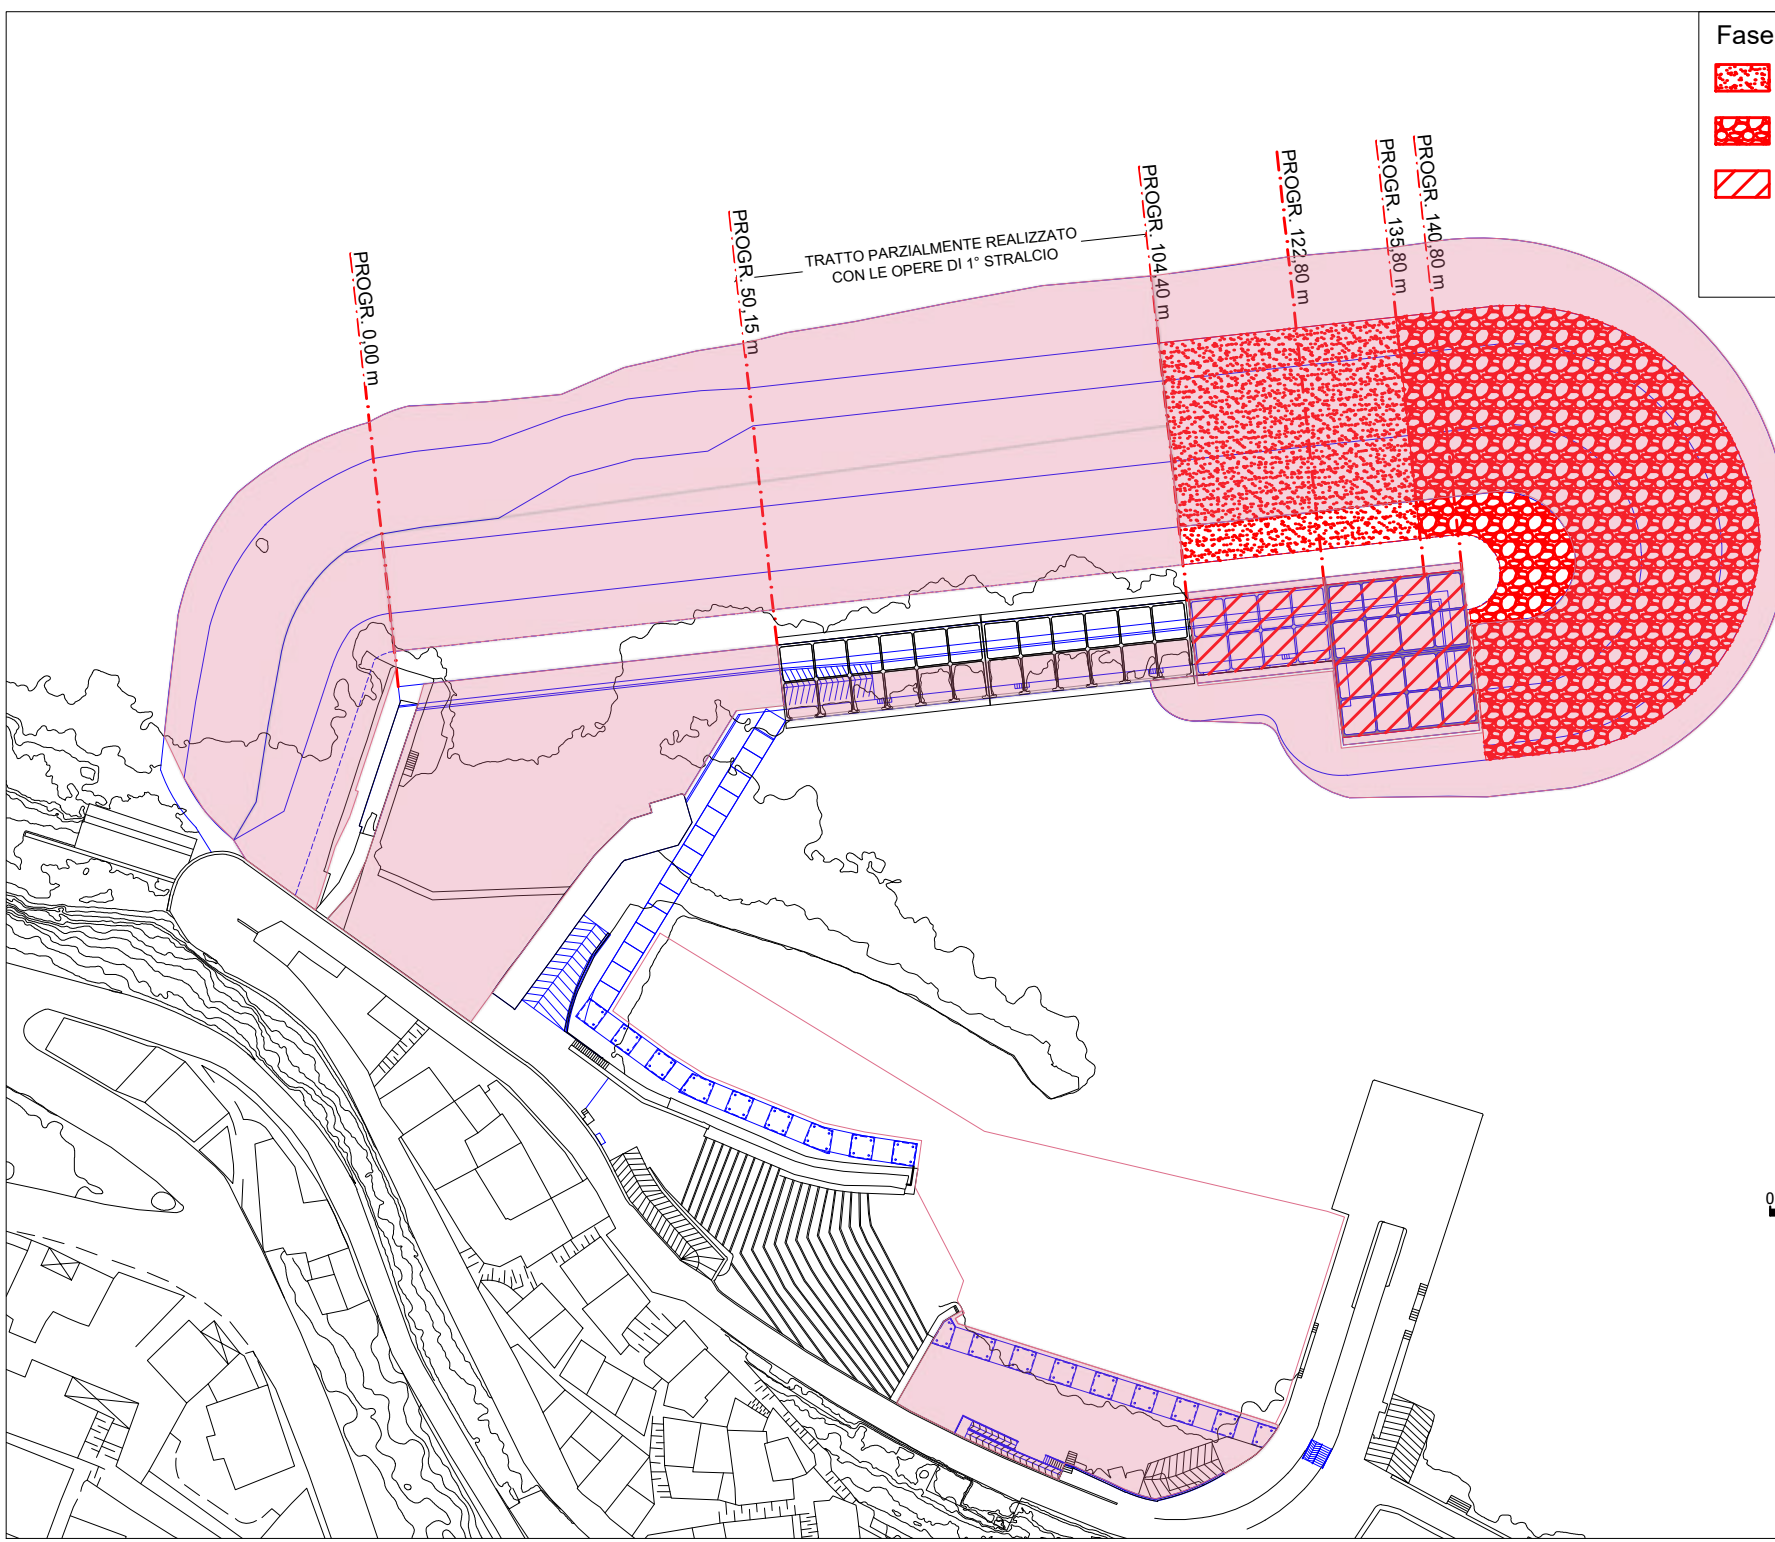 Fase
PROGR. 0,00 m
PROGR. 50,15 m
TRATTO PARZIALMENTE REALIZZATO
CON LE OPERE DI 1° STRALCIO
PROGR. 104,40 m
PROGR. 122,80 m
PROGR. 135,80 m
PROGR. 140,80 m
0